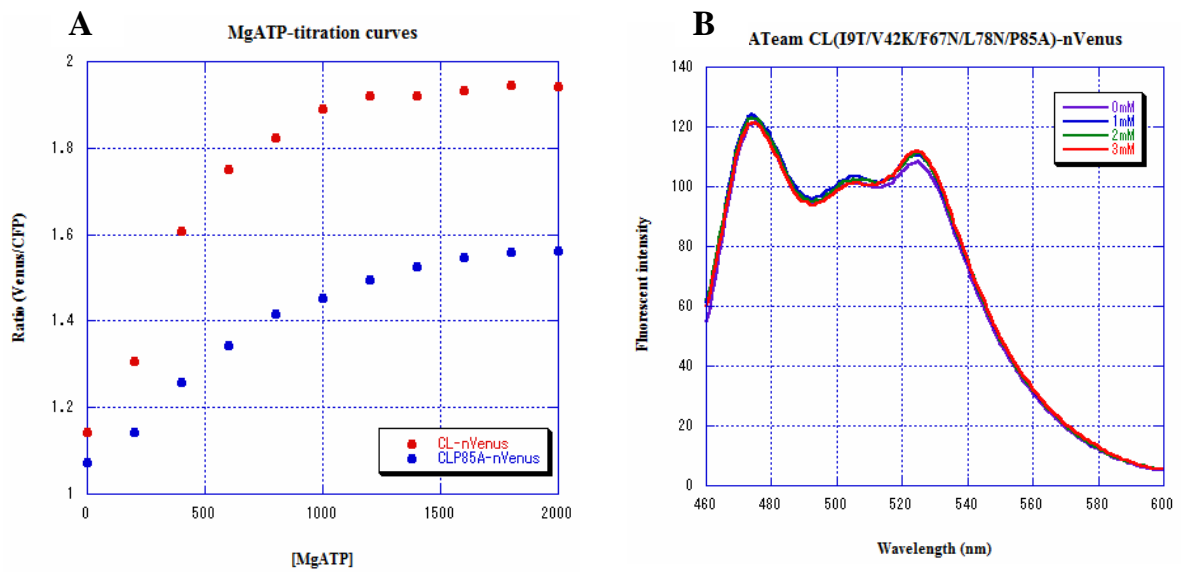 A
MgATP-titration curves
Ratio (Venus/CFP)
2
1.8
1.6
1.4
1.2
1
0
500
1000
1500
2000
[MgATP]
CL-nVenus
CLP85A-nVenus
B
ATeam CL(I9T/V42K/F67N/L78N/P85A)-nVenus
Fluorescent intensity
140
120
100
80
60
40
20
0
460
480
500
520
540
560
580
600
Wavelength (nm)
0mM
1mM
2mM
3mM